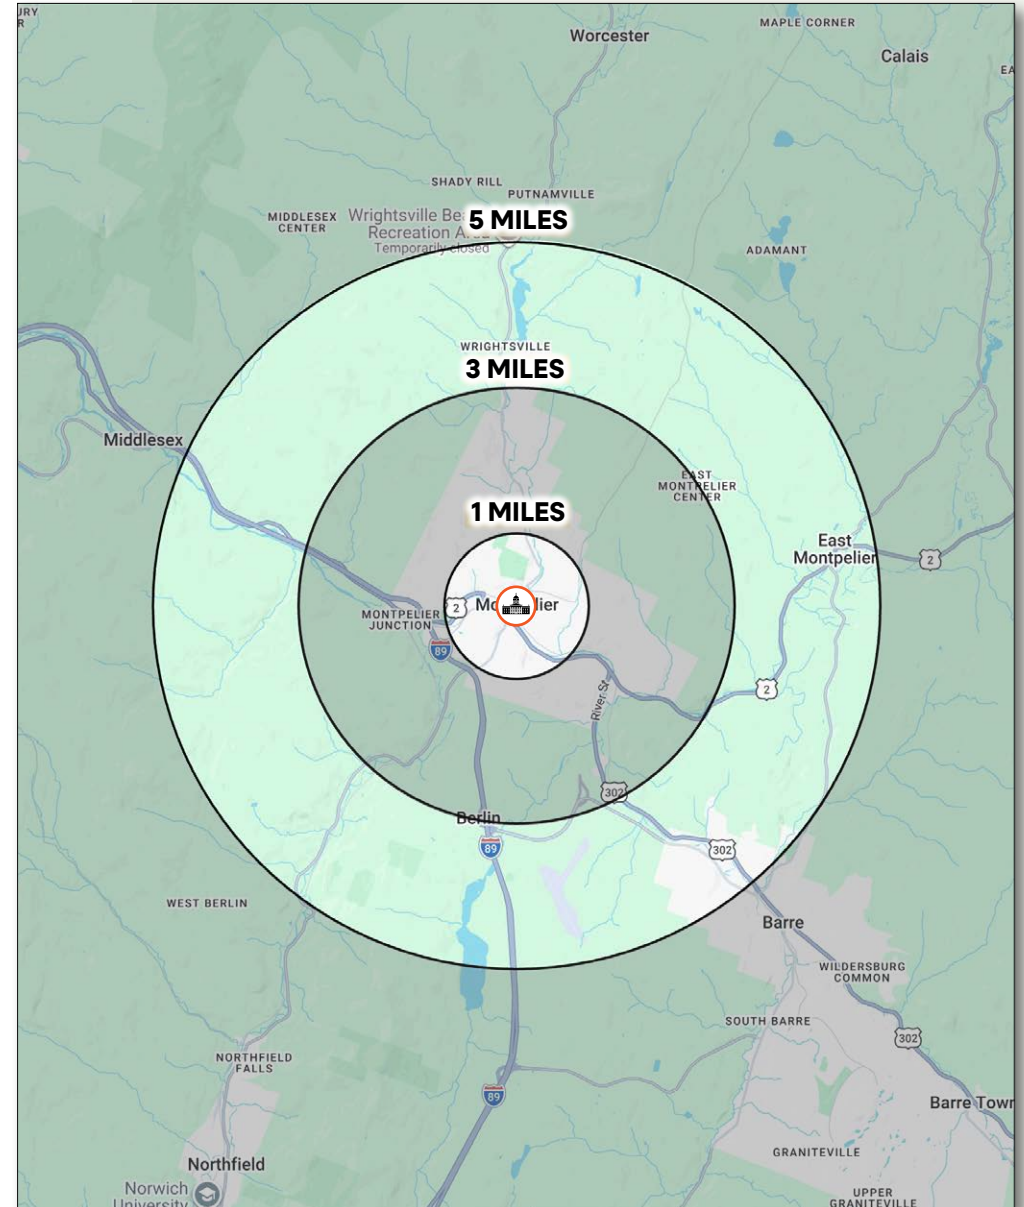 URY
R
MAPLE CORNER
Worcester
Calais
EA
SHADY RILL
PUTNAMVILLE
MIDDLESEX
CENTER
Wrightsville Be
Recreation A
Temporarily closed
5 MILES
ADAMANT
WRIGHTSVILLE
3 MILES
Middlesex
EAST
MONTPELIER
CENTER
1 MILES
East
Montpelier
2
2
Mo
lier
MONTPELIER
JUNCTION
89
2
River St
302
Berlin
89
302
WEST BERLIN
Barre
WILDERSBURG
COMMON
SOUTH BARRE
302
NORTHFIELD
FALLS
89
Barre Town
GRANITEVILLE
Northfield
Norwich
University
UPPER
GRANITEVILLE